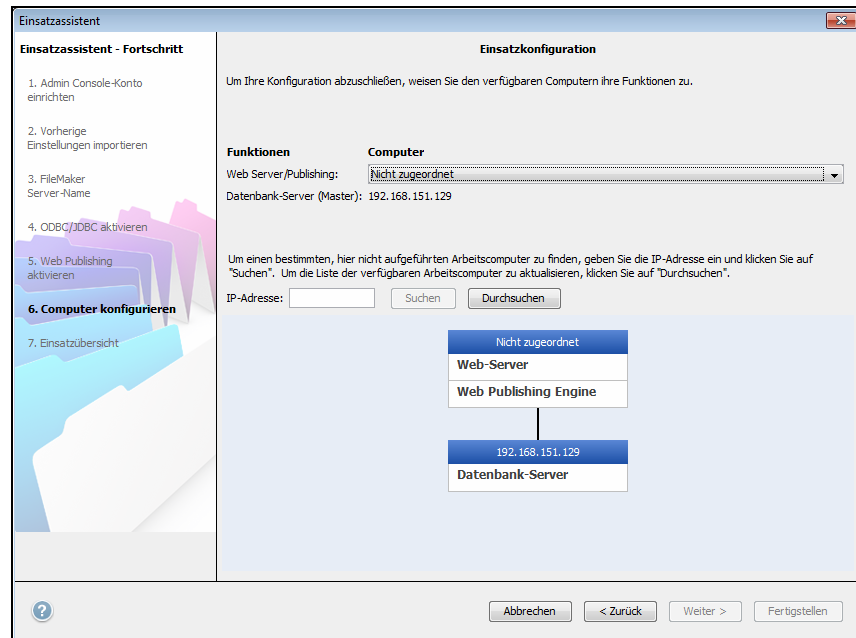 Einsatzassistent
Einsatzassistent - Fortschritt
1. Admin Console-Konto
einrichten
2. Vorherige
Einstellungen importieren
3. FileMaker
Server-Name
4. ODBC/JDBC aktivieren
5. Web Publishing
aktivieren
6. Computer konfigurieren
7. Einsatzübersicht
Einsatzkonfiguration
Um Ihre Konfiguration abzuschließen, weisen Sie den verfügbaren Computern ihre Funktionen zu.
Funktionen Computer
Web Server/Publishing: Nicht zugeordnet
Datenbank-Server (Master): 192.168.151.129
Um einen bestimmten, hier nicht aufgeführten Arbeitscomputer zu finden, geben Sie die IP-Adresse ein und klicken Sie auf
"Suchen". Um die Liste der verfügbaren Arbeitscomputer zu aktualisieren, klicken Sie auf "Durchsuchen".
IP-Adresse: Suchen Durchsuchen
Nicht zugeordnet
Web-Server
Web Publishing Engine
192.168.151.129
Datenbank-Server
? Abbrechen < Zurück Weiter > Fertigstellen